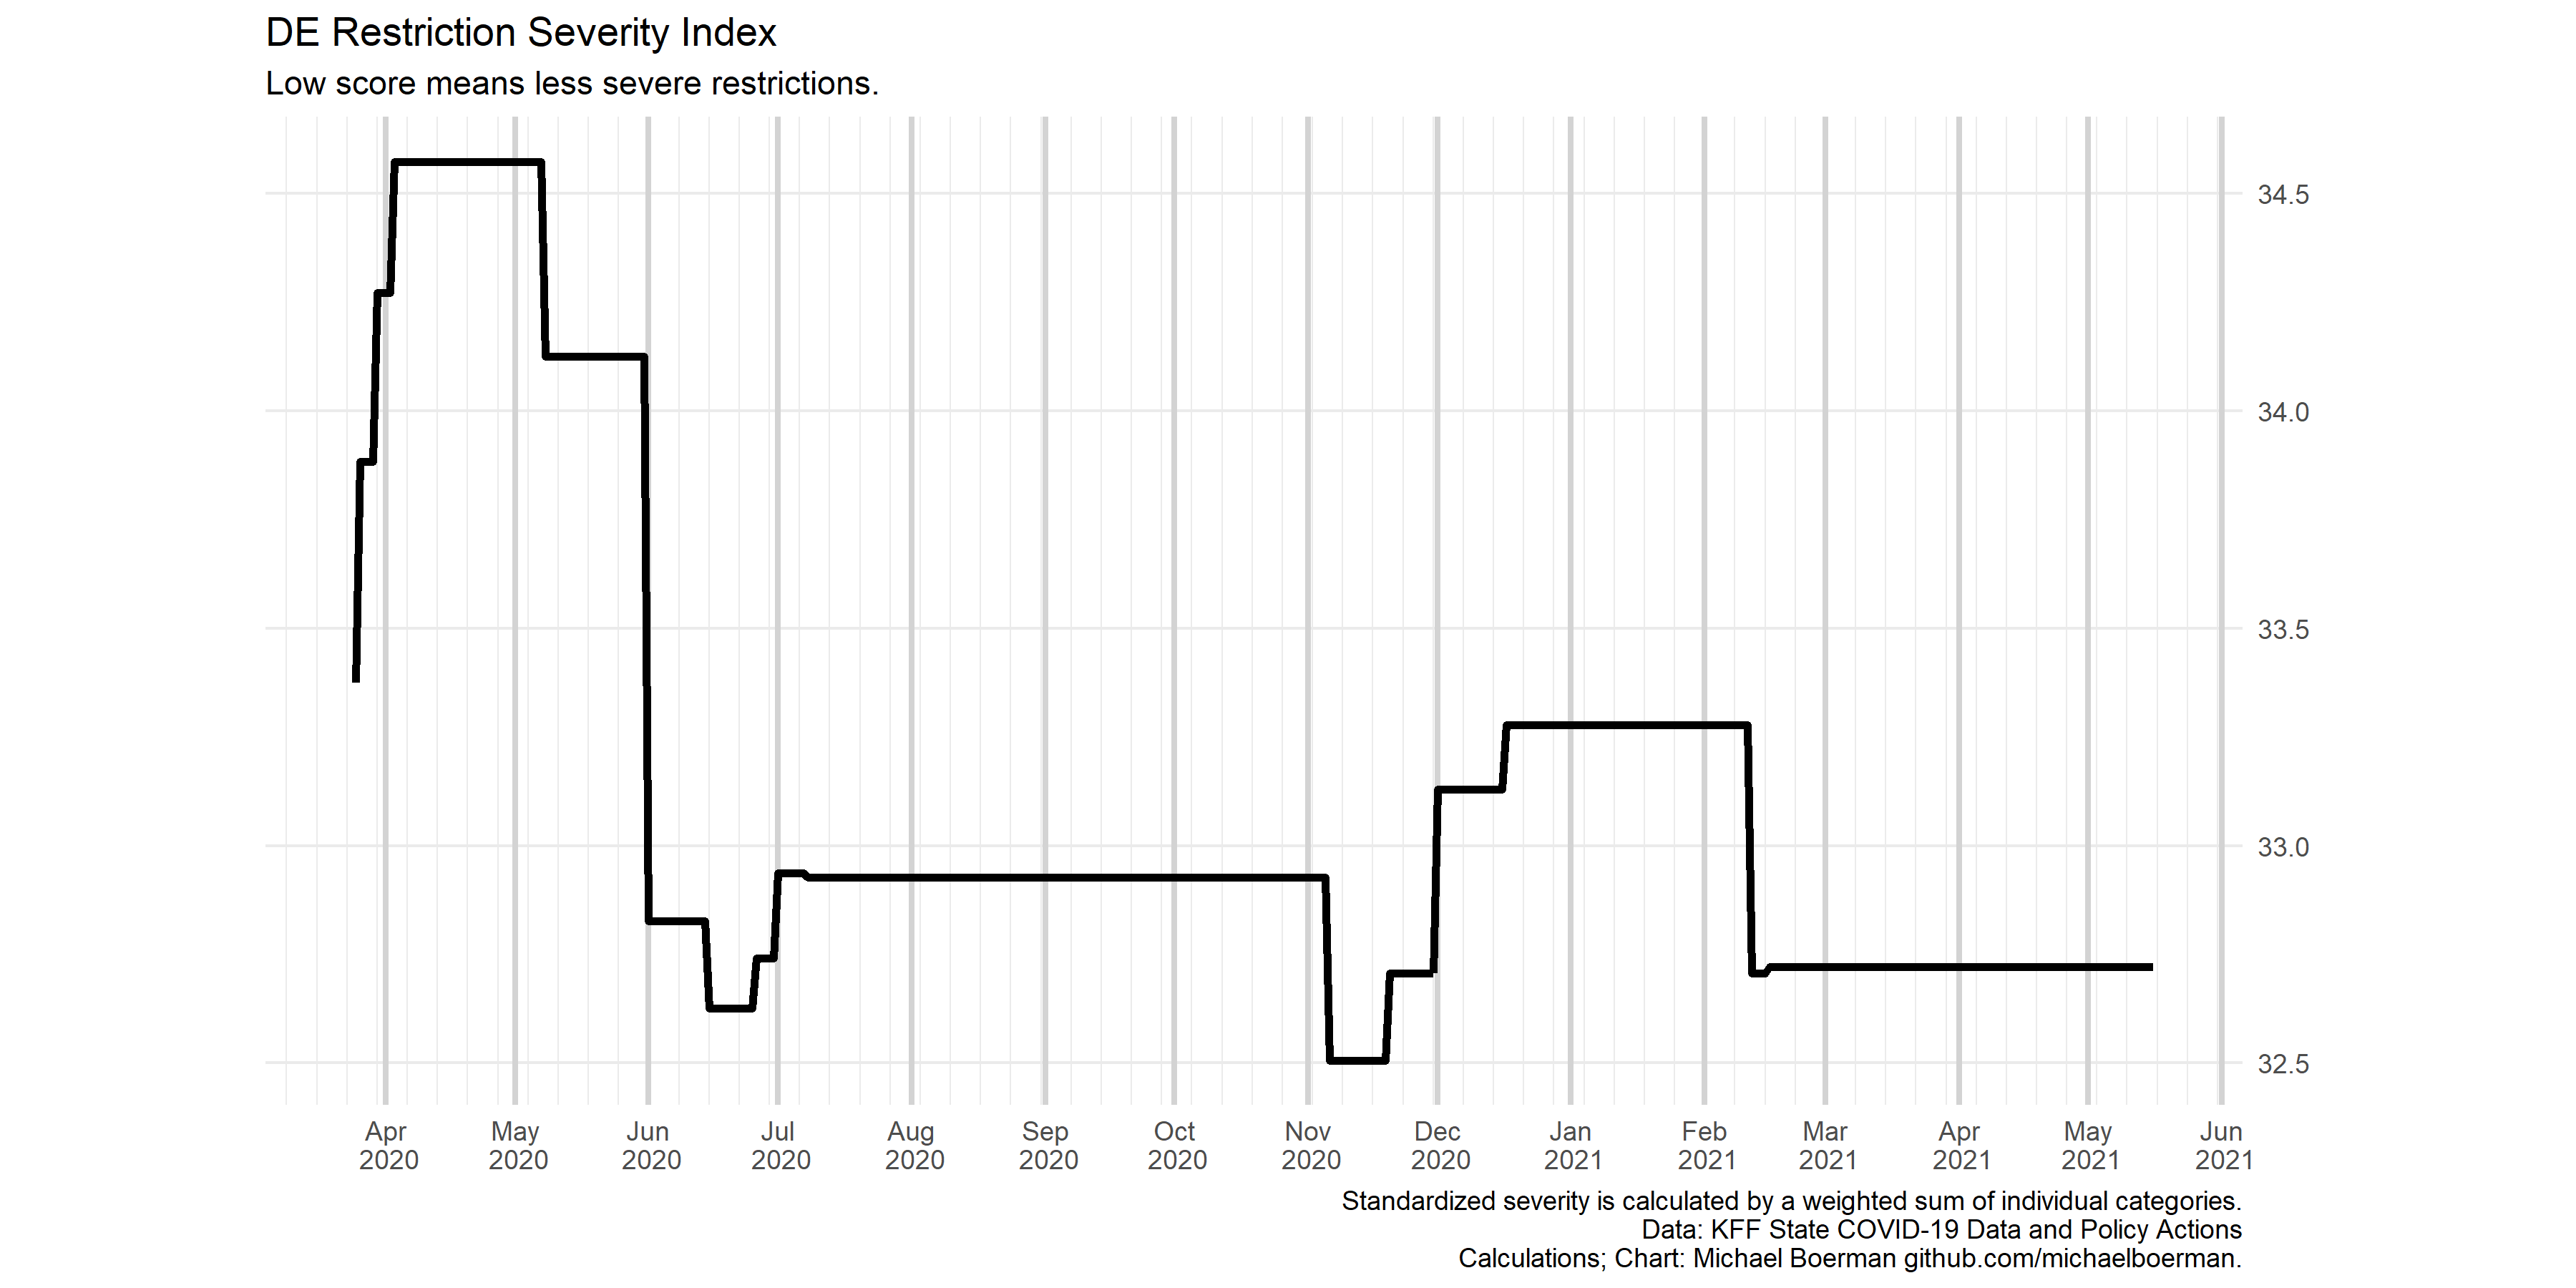 DE Restriction Severity Index
Low score means less severe restrictions.
34.5
34.0
33.5
33.0
32.5
Apr May Jun Jul Aug Sep Oct Nov Dec Jan Feb Mar Apr May Jun
2020 2020 2020 2020 2020 2020 2020 2020 2020 2021 2021 2021 2021 2021 2021
Standardized severity is calculated by a weighted sum of individual categories.
Data: KFF State COVID-19 Data and Policy Actions
Calculations; Chart: Michael Boerman github.com/michaelboerman.